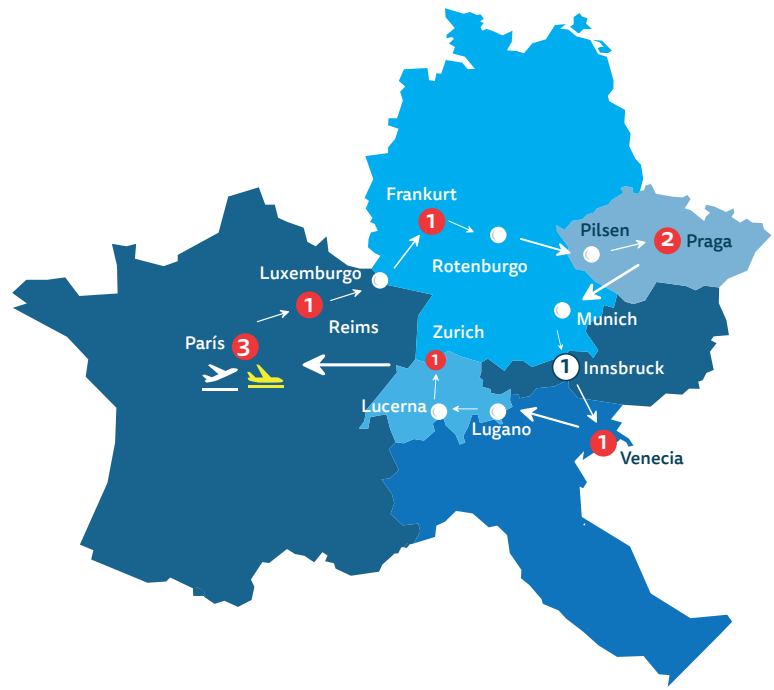 Frankurt
1
Pilsen
2 Praga
Rotenburgo
Luxemburgo
1
Reims
París 3
Munich
Zurich
1
1 Innsbruck
Lucerna
Lugano
1
Venecia